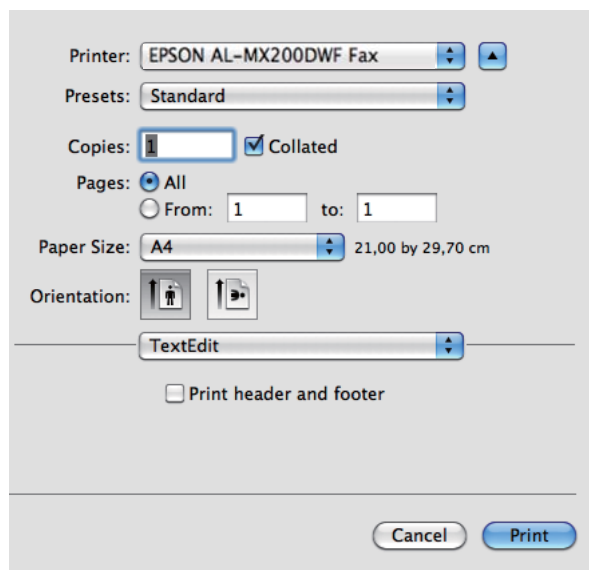 Printer: EPSON AL-MX200DWF Fax
Presets: Standard
Copies: 1 Collated
Pages: All
From: 1 to: 1
Paper Size: A4 21,00 by 29,70 cm
Orientation:
TextEdit
Print header and footer
Cancel Print